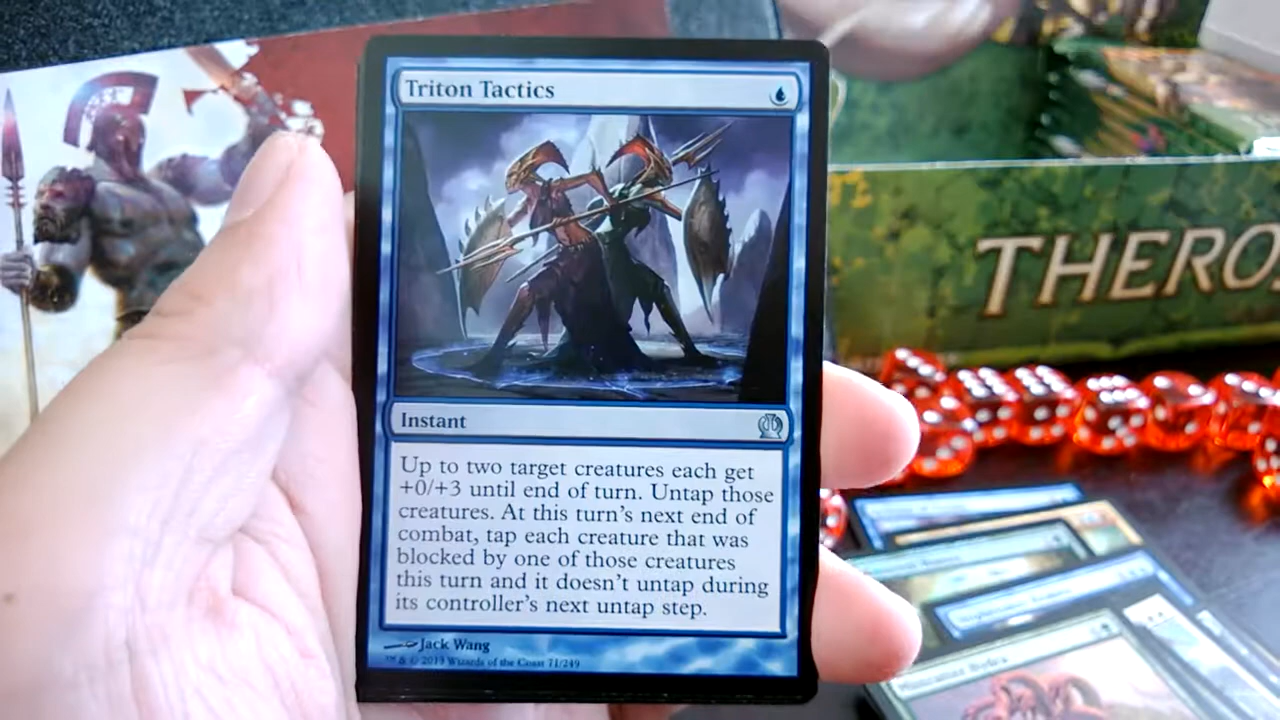 Triton Tactics
Instant
Up to two target creatures each get
+0/+3 until end of turn. Untap those
creatures. At this turn's next end of
combat, tap each creature that was
blocked by one of those creatures
this turn and it doesn't untap during
its controller's next untap step.
Jack Wang
™ & © 2013 Wizards of the Coast 71/249
THERO